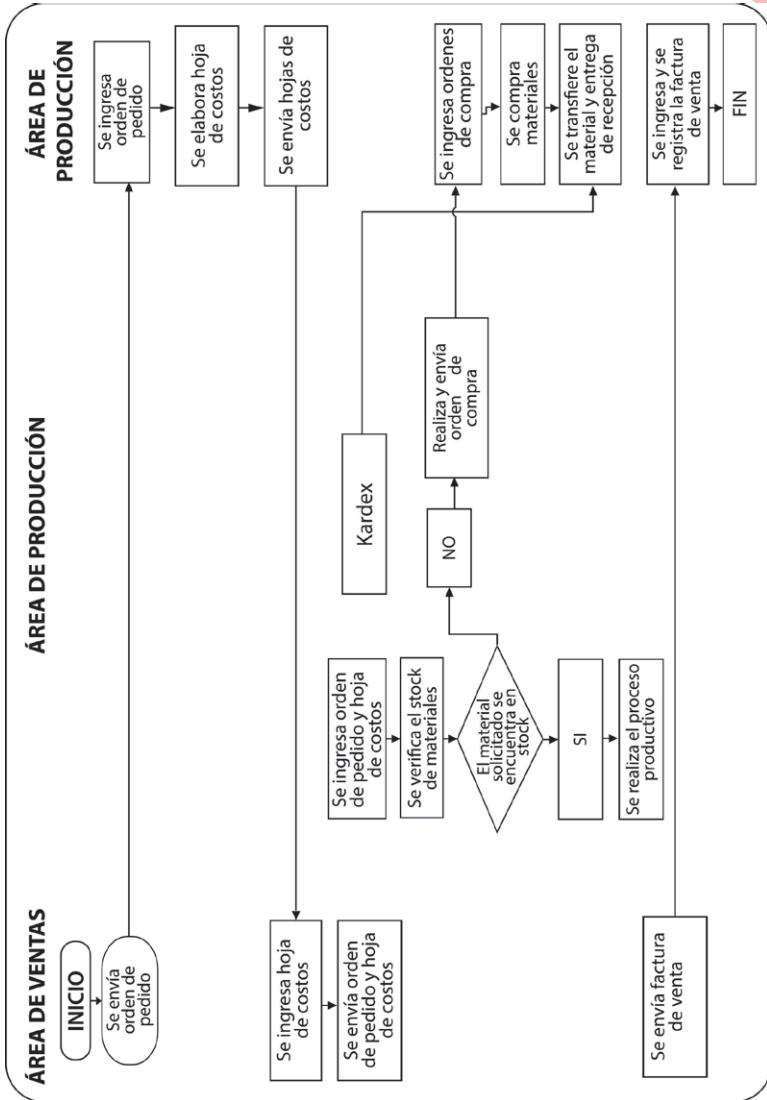 ÁREA DE VENTAS
INICIO
Se envía
orden de
pedido
Se ingresa hoja
de costos
Se envía orden
de pedido y hoja
de costos
Se envía factura
de venta
ÁREA DE PRODUCCIÓN
Se ingresa orden
de pedido y hoja
de costos
Se verifica el stock
de materiales
El material
solicitado se
encuentra en
stock
SI
Se realiza el proceso
productivo
NO
Kardex
Realiza y envía
orden de
compra
ÁREA DE
PRODUCCIÓN
Se ingresa
orden de
pedido
Se elabora hoja
de costos
Se envía hojas de
costos
Se ingresa ordenes
de compra
Se compra
materiales
Se transfiere el
material y entrega
de recepción
Se ingresa y se
registra la factura
de venta
FIN